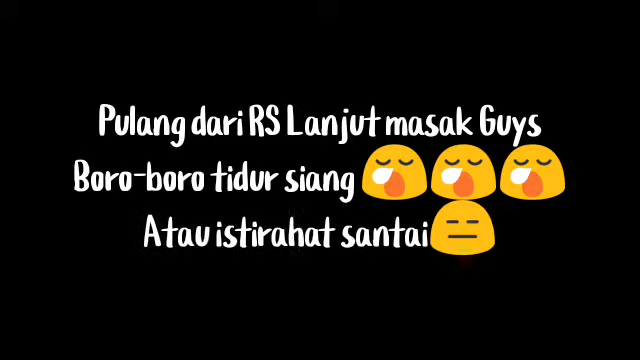 Pulang dari RS Lanjut masak Guys
Boro-boro tidur siang 😪😪😪
Atau istirahat santai😑